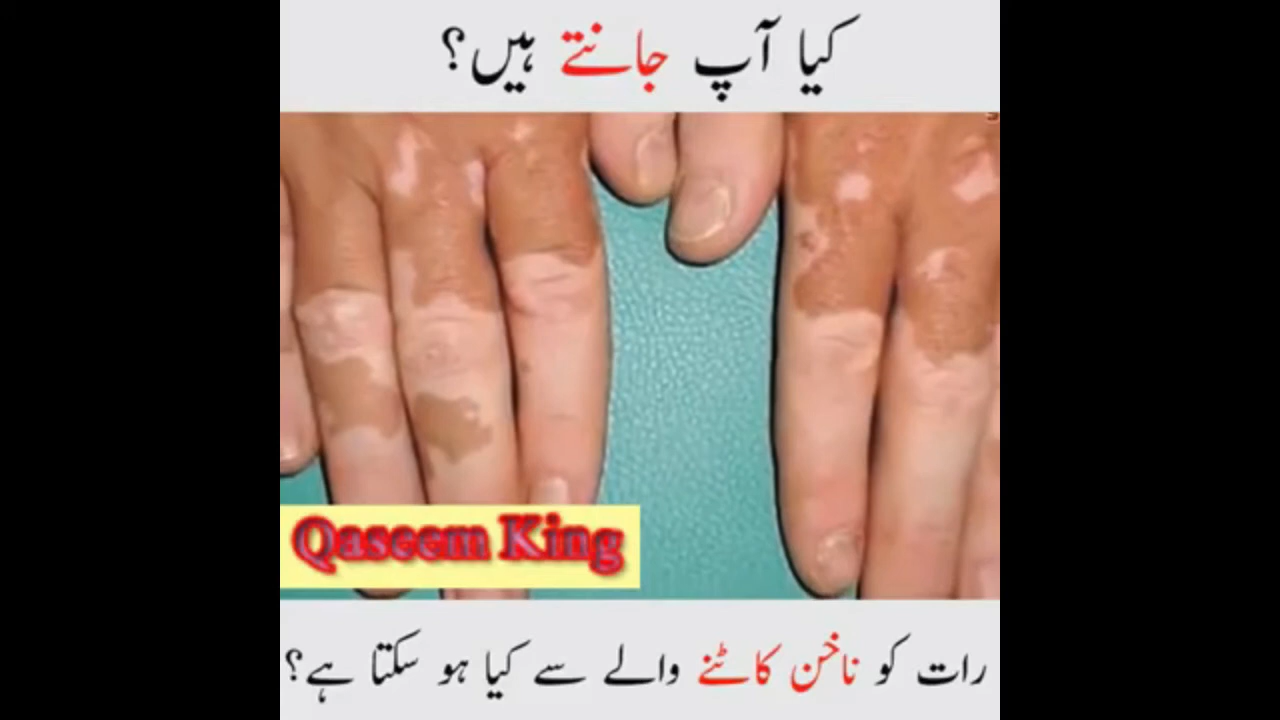 کیا آپ جانتے ہیں؟
Qaseem King
رات کو ناخن کاٹنے والے سے کیا ہو سکتا ہے؟